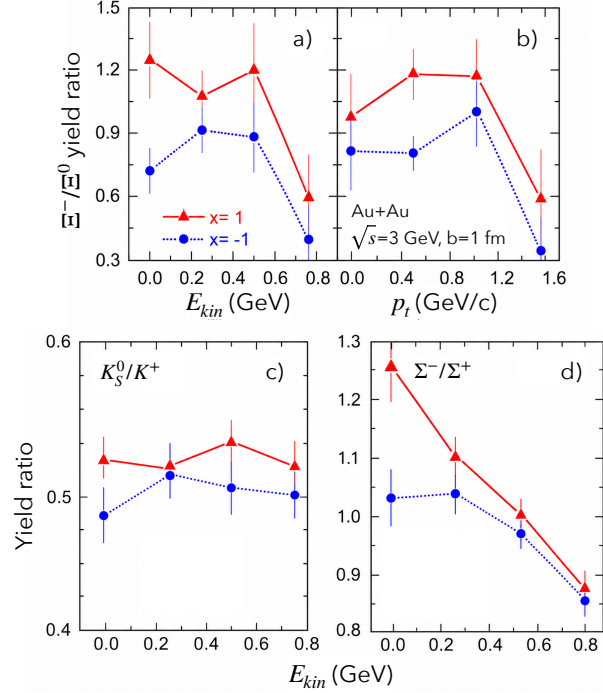 a)
b)
Ξ⁻/Ξ⁰ yield ratio
1.5
1.2
0.9
0.6
0.3
x= 1
x= -1
Au+Au
√s=3 GeV, b=1 fm
0.0 0.2 0.4 0.6 0.8
0.0 0.4 0.8 1.2 1.6
E_kin (GeV)
p_t (GeV/c)
K_S^0/K⁺
c)
Σ⁻/Σ⁺
d)
Yield ratio
0.6
0.5
0.4
1.3
1.2
1.1
1.0
0.9
0.8
0.0 0.2 0.4 0.6 0.8
0.0 0.2 0.4 0.6 0.8
E_kin (GeV)